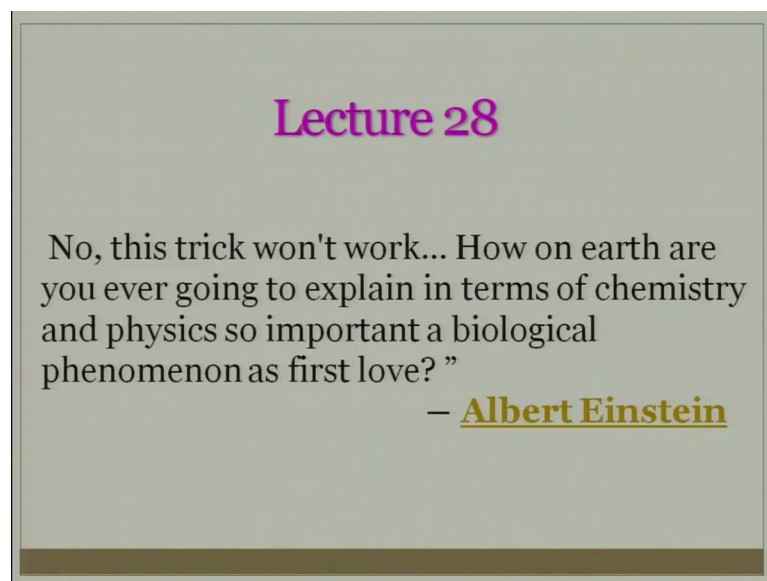 Lecture 28
No, this trick won't work... How on earth are
you ever going to explain in terms of chemistry
and physics so important a biological
phenomenon as first love? ”
– Albert Einstein